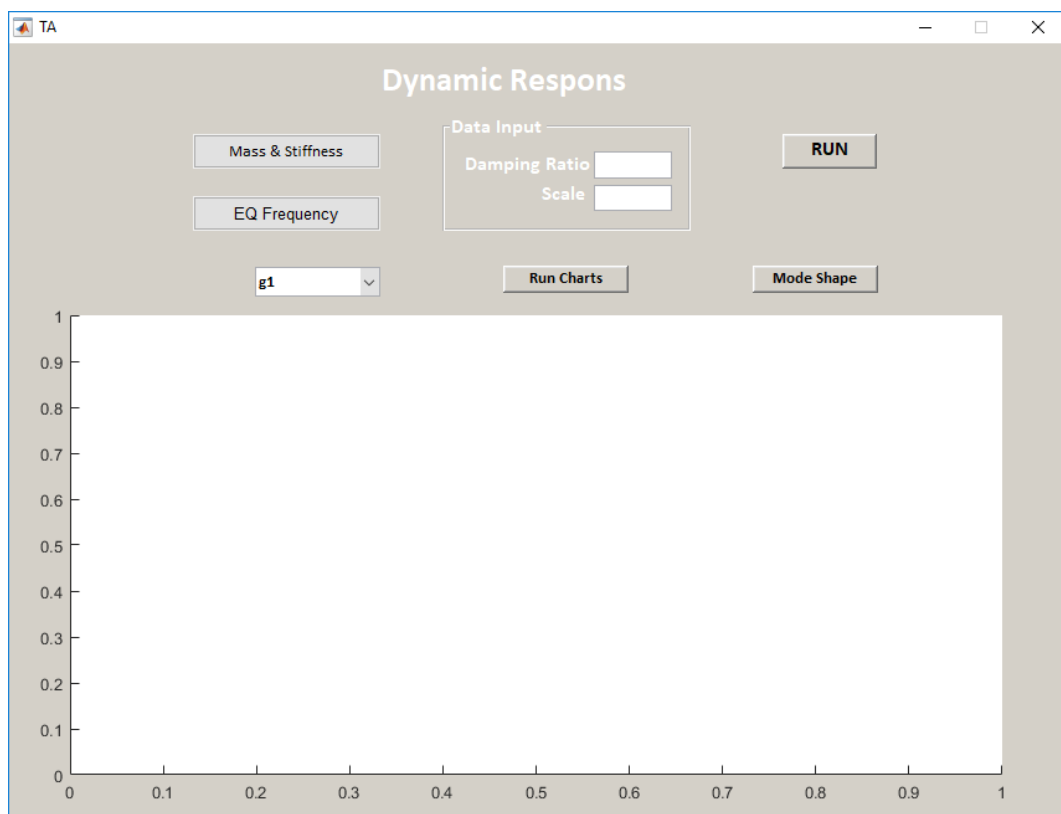 TA
Dynamic Respons
Data Input
Mass & Stiffness
Damping Ratio
RUN
Scale
EQ Frequency
g1
Run Charts
Mode Shape
1
0.9
0.8
0.7
0.6
0.5
0.4
0.3
0.2
0.1
0
0 0.1 0.2 0.3 0.4 0.5 0.6 0.7 0.8 0.9 1